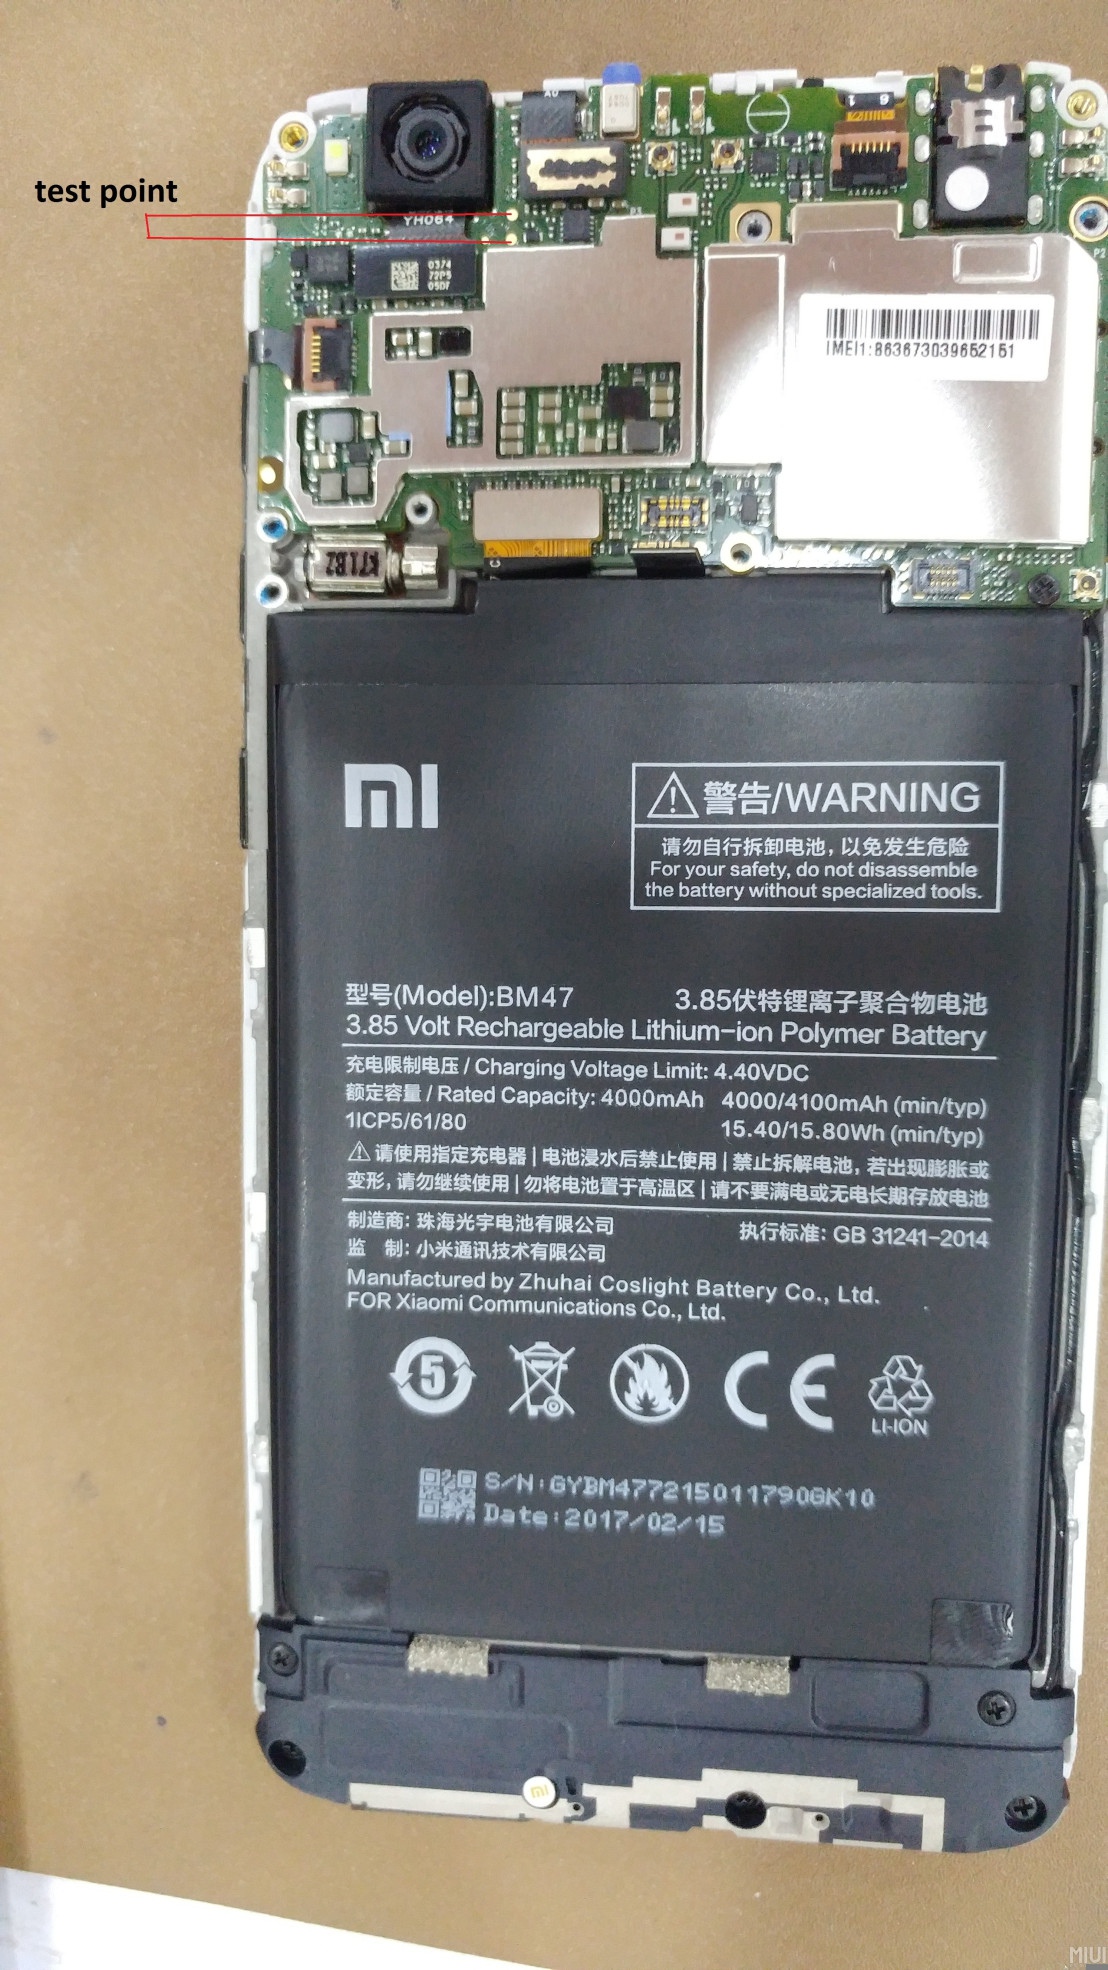 test point
YH064
0374
72P5
05DF
IMEI1:863673039652151
KT1B2
mi
警告/WARNING
请勿自行拆卸电池，以免发生危险
For your safety, do not disassemble
the battery without specialized tools.
型号(Model):BM47
3.85伏特锂离子聚合物电池
3.85 Volt Rechargeable Lithium-ion Polymer Battery
充电限制电压 / Charging Voltage Limit: 4.40VDC
额定容量 / Rated Capacity: 4000mAh 4000/4100mAh (min/typ)
1ICP5/61/80 15.40/15.80Wh (min/typ)
请使用指定充电器 | 电池浸水后禁止使用 | 禁止拆解电池，若出现膨胀或
变形，请勿继续使用 | 勿将电池置于高温区 | 请不要满电或无电长期存放电池
制造商: 珠海光宇电池有限公司 执行标准: GB 31241-2014
监 制: 小米通讯技术有限公司
Manufactured by Zhuhai Coslight Battery Co., Ltd.
FOR Xiaomi Communications Co., Ltd.
5
CE
LI-ION
S/N:GYBM477215011790GK10
Date:2017/02/15
mi
MIUI